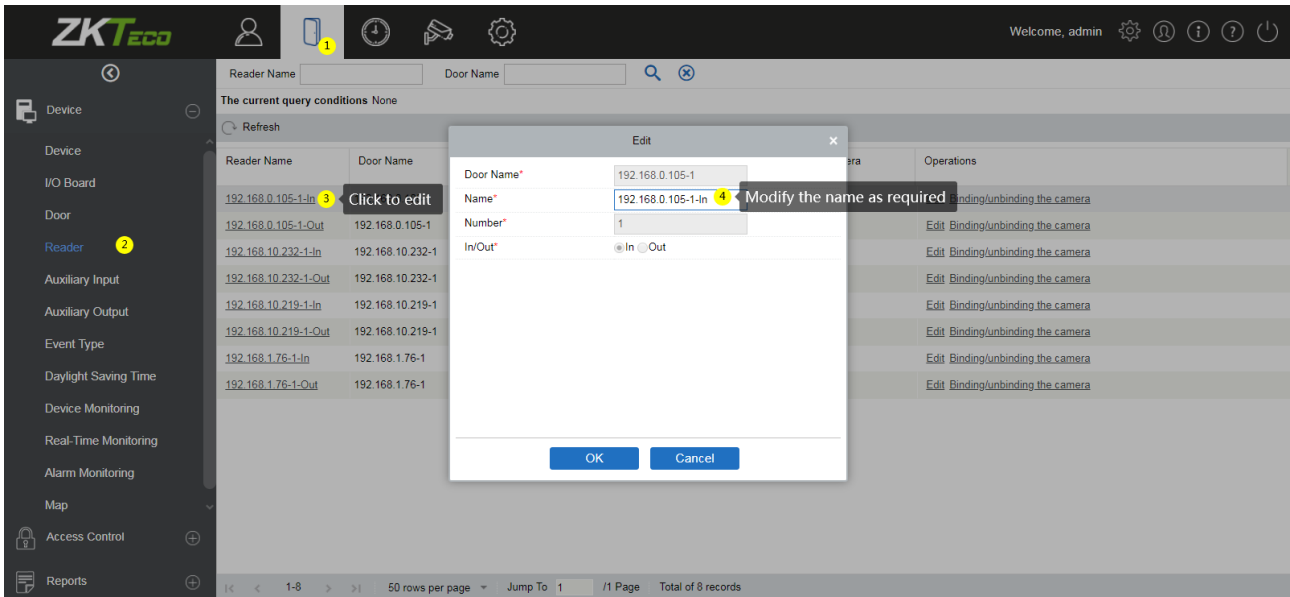 ZKTeco
1
Welcome, admin
Reader Name
Door Name
The current query conditions None
Refresh
Device
Device
I/O Board
Door
Reader 2
Auxiliary Input
Auxiliary Output
Event Type
Daylight Saving Time
Device Monitoring
Real-Time Monitoring
Alarm Monitoring
Map
Access Control
Reports
Reader Name Door Name era Operations
192.168.0.105-1-In 3 Click to edit Edit Binding/unbinding the camera
192.168.0.105-1-Out 192.168.0.105-1 Edit Binding/unbinding the camera
192.168.10.232-1-In 192.168.10.232-1 Edit Binding/unbinding the camera
192.168.10.232-1-Out 192.168.10.232-1 Edit Binding/unbinding the camera
192.168.10.219-1-In 192.168.10.219-1 Edit Binding/unbinding the camera
192.168.10.219-1-Out 192.168.10.219-1 Edit Binding/unbinding the camera
192.168.1.76-1-In 192.168.1.76-1 Edit Binding/unbinding the camera
192.168.1.76-1-Out 192.168.1.76-1 Edit Binding/unbinding the camera
Edit
Door Name* 192.168.0.105-1
Name* 192.168.0.105-1-In 4 Modify the name as required
Number* 1
In/Out* In Out
OK Cancel
1-8 50 rows per page Jump To 1 /1 Page Total of 8 records